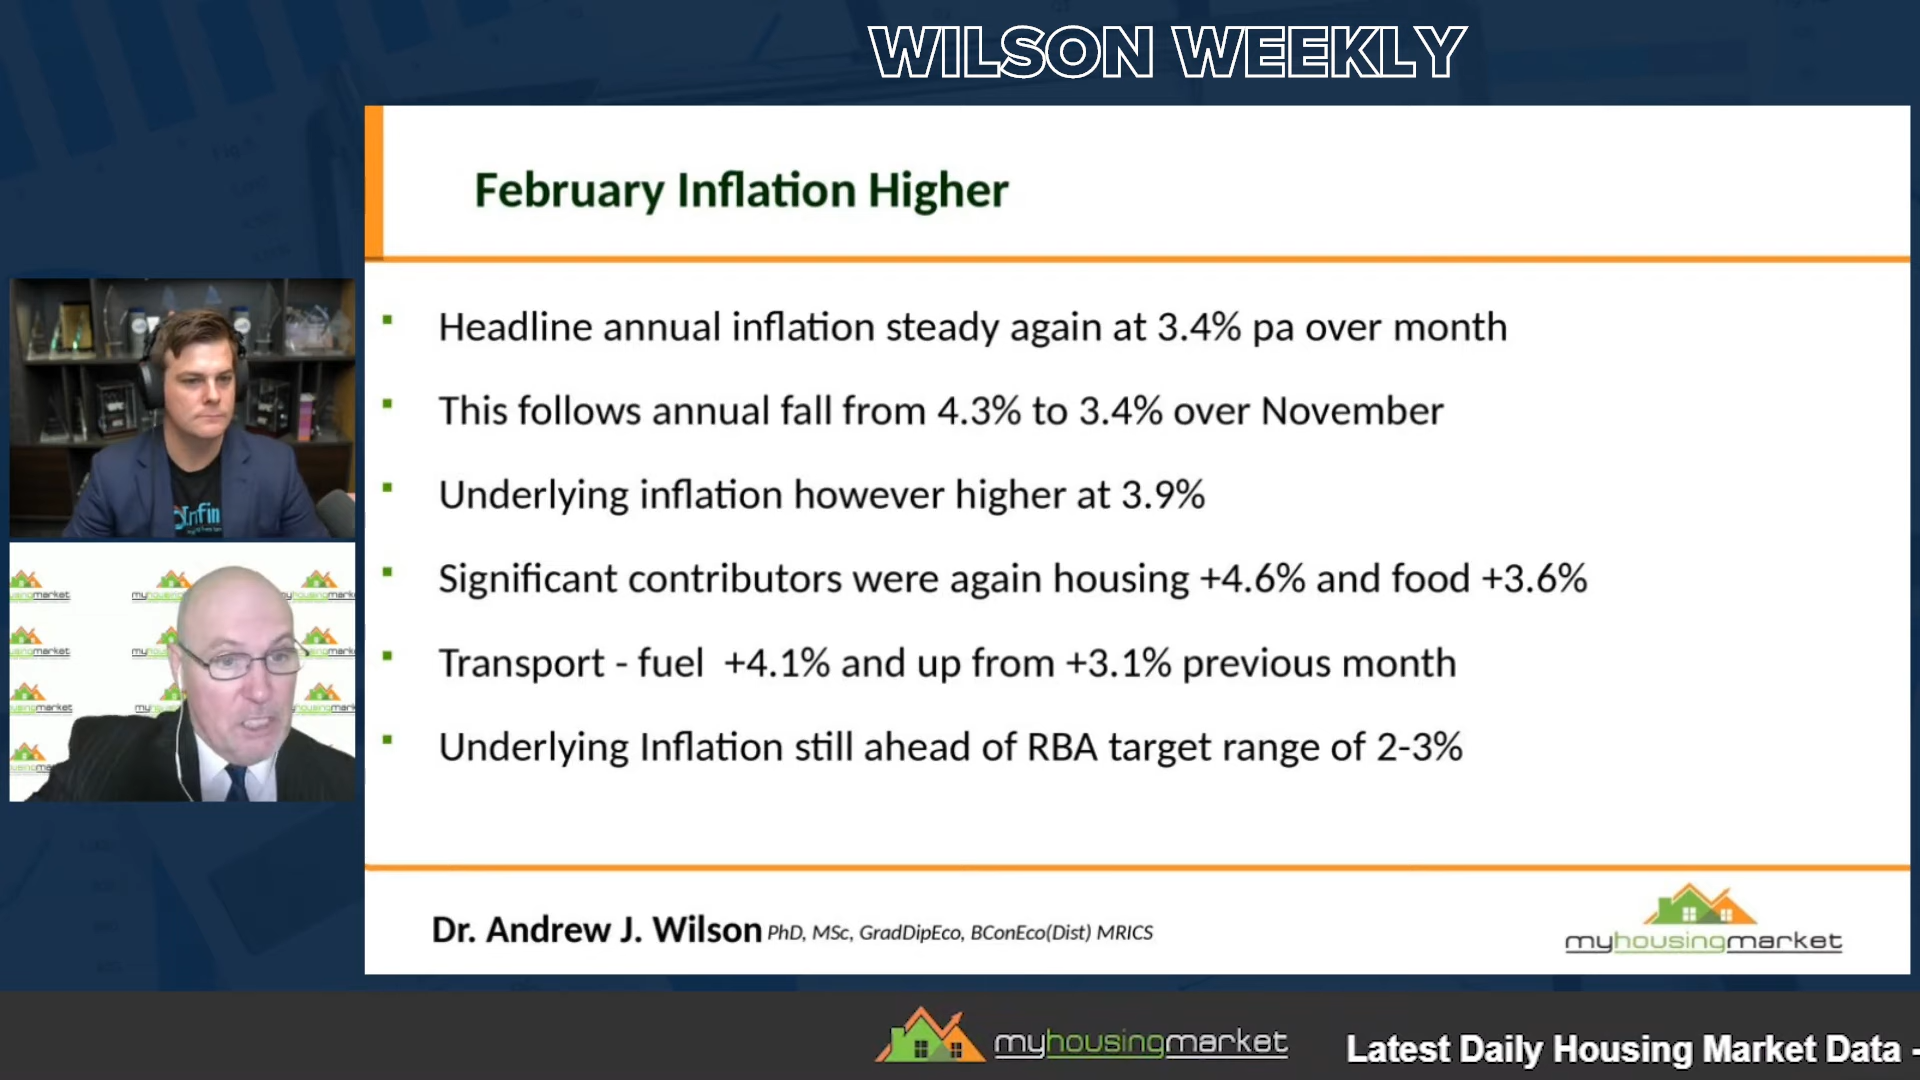 WILSON WEEKLY
February Inflation Higher
Headline annual inflation steady again at 3.4% pa over month
This follows annual fall from 4.3% to 3.4% over November
Underlying inflation however higher at 3.9%
Significant contributors were again housing +4.6% and food +3.6%
Transport - fuel +4.1% and up from +3.1% previous month
Underlying Inflation still ahead of RBA target range of 2-3%
Dr. Andrew J. Wilson PhD, MSc, GradDipEco, BConEco(Dist) MRICS
myhousingmarket
myhousingmarket
Latest Daily Housing Market Data -